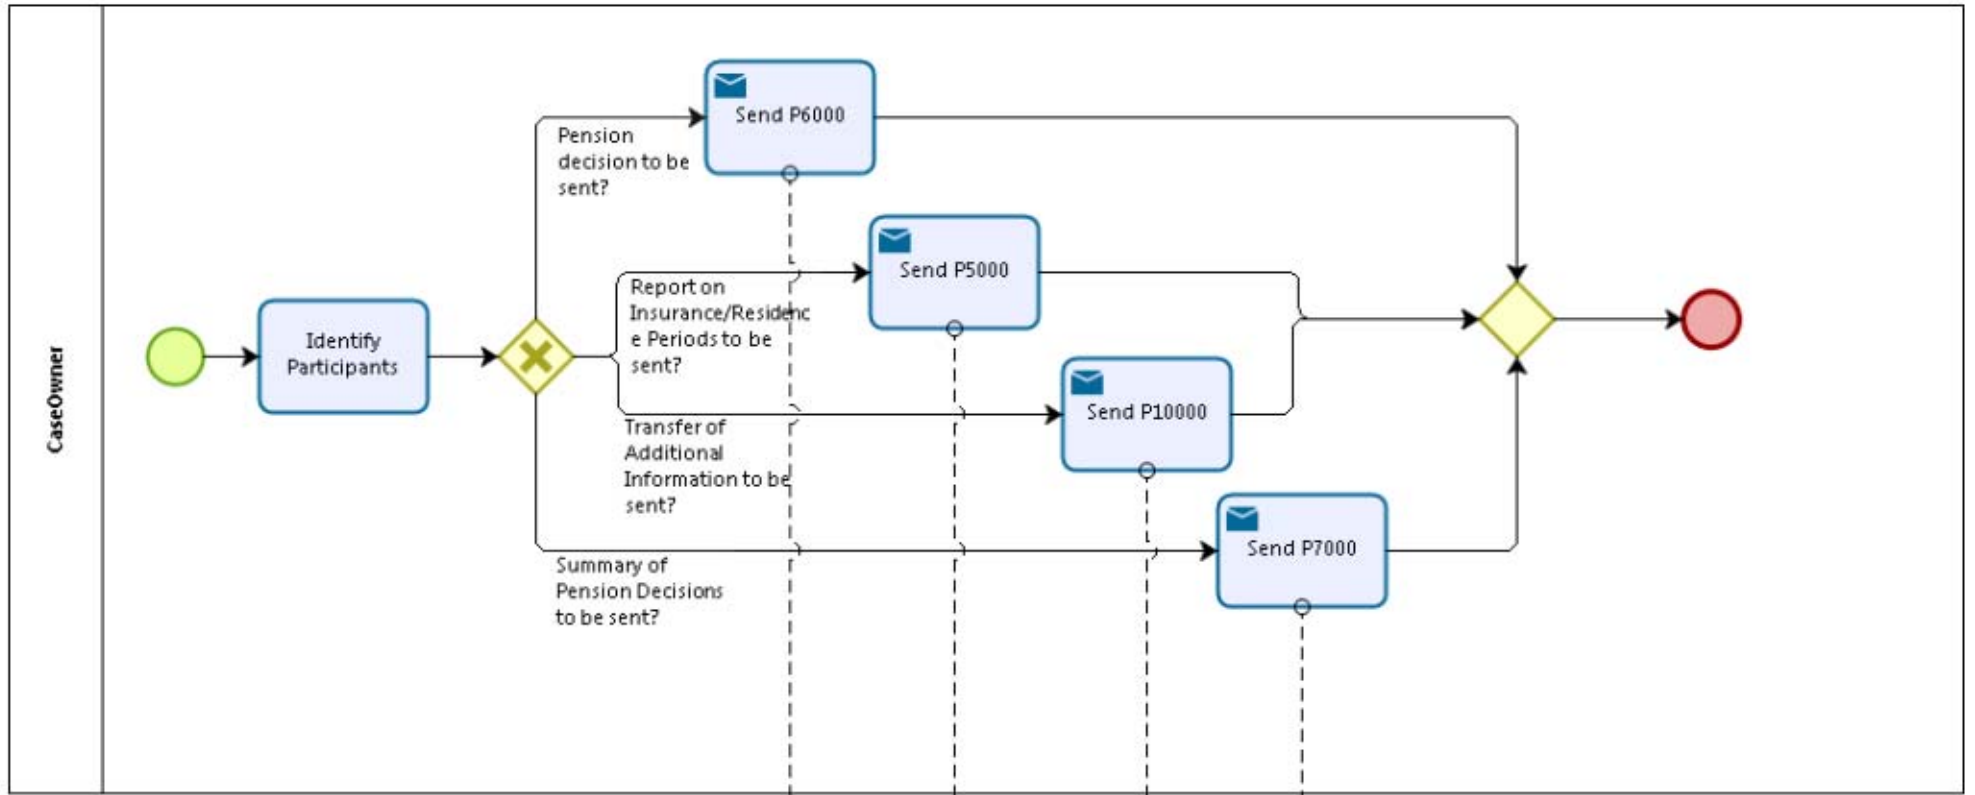 CaseOwner
Identify
Participants
Pension
decision to be
sent?
Send P6000
Report on
Insurance/Residenc
e Periods to be
sent?
Send P5000
Transfer of
Additional
Information to be
sent?
Send P10000
Summary of
Pension Decisions
to be sent?
Send P7000